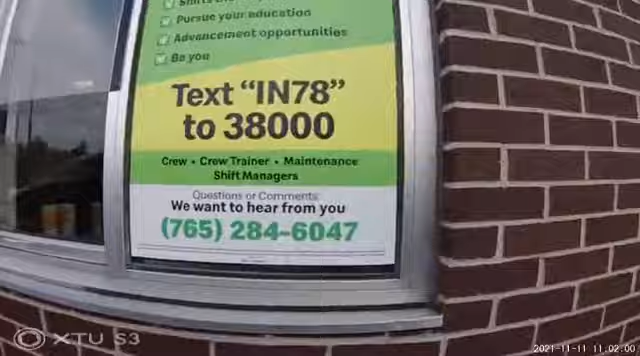 Pursue your education
Advancement opportunities
Be you
Text “IN78”
to 38000
Crew • Crew Trainer • Maintenance
Shift Managers
Questions or Comments:
We want to hear from you
(765) 284-6047
XTU S3
2021-11-11 11:02:00